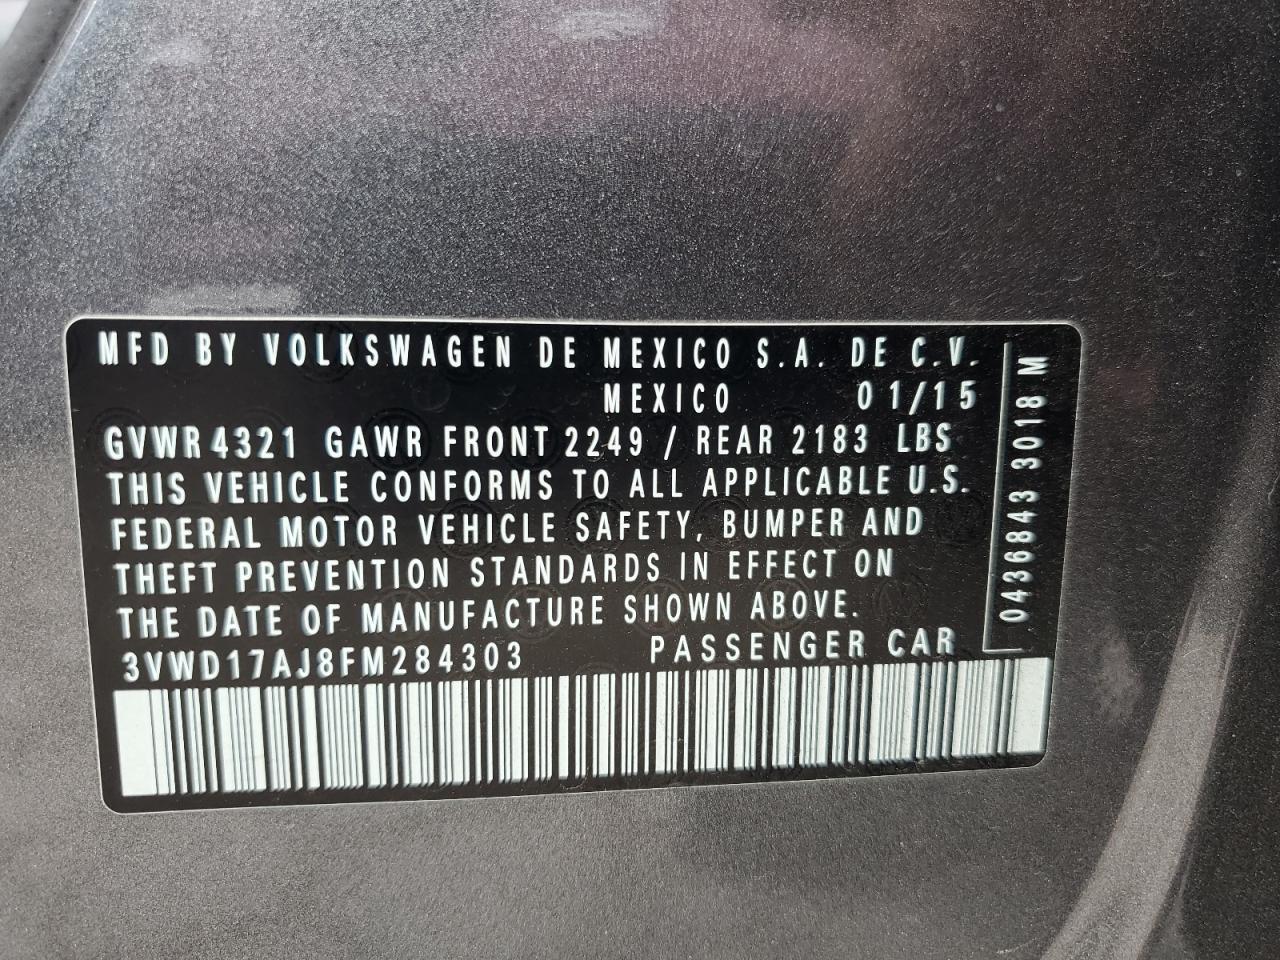 MFD BY VOLKSWAGEN DE MEXICO S.A. DE C.V.
MEXICO 01/15
GVWR 4321 GAWR FRONT 2249 / REAR 2183 LBS
THIS VEHICLE CONFORMS TO ALL APPLICABLE U.S.
FEDERAL MOTOR VEHICLE SAFETY, BUMPER AND
THEFT PREVENTION STANDARDS IN EFFECT ON
THE DATE OF MANUFACTURE SHOWN ABOVE.
3VWD17AJ8FM284303 PASSENGER CAR
0436843 3018 M